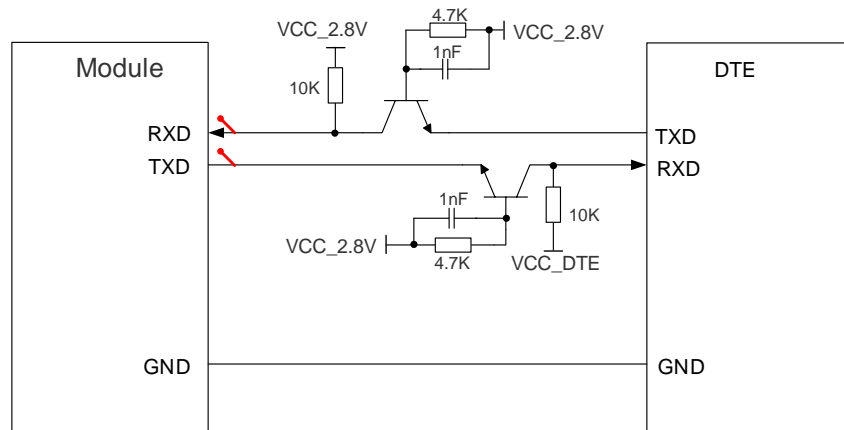 4.7K
VCC_2.8V
VCC_2.8V
1nF
Module
DTE
10K
RXD
TXD
TXD
RXD
1nF
10K
VCC_2.8V
4.7K
VCC_DTE
GND
GND